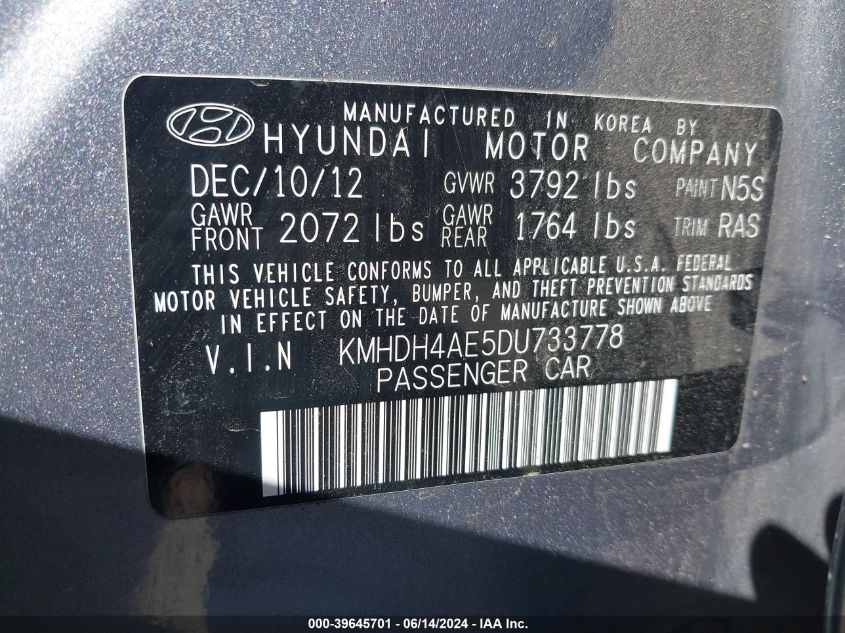 MANUFACTURED IN KOREA BY
HYUNDAI MOTOR COMPANY
DEC/10/12 GVWR 3792 lbs PAINT N5S
GAWR FRONT 2072 lbs GAWR REAR 1764 lbs TRIM RAS
THIS VEHICLE CONFORMS TO ALL APPLICABLE U.S.A. FEDERAL
MOTOR VEHICLE SAFETY, BUMPER, AND THEFT PREVENTION STANDARDS
IN EFFECT ON THE DATE OF MANUFACTURE SHOWN ABOVE
V.I.N KMHDH4AE5DU733778
PASSENGER CAR
000-39645701 - 06/14/2024 - IAA Inc.